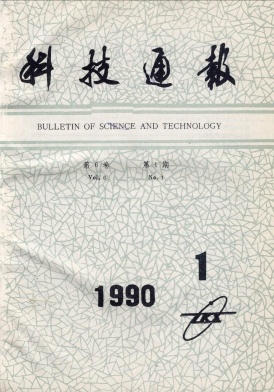 科技通报
BULLETIN OF SCIENCE AND TECHNOLOGY
第6卷 第1期
Vol. 6 No. 1
1
1990